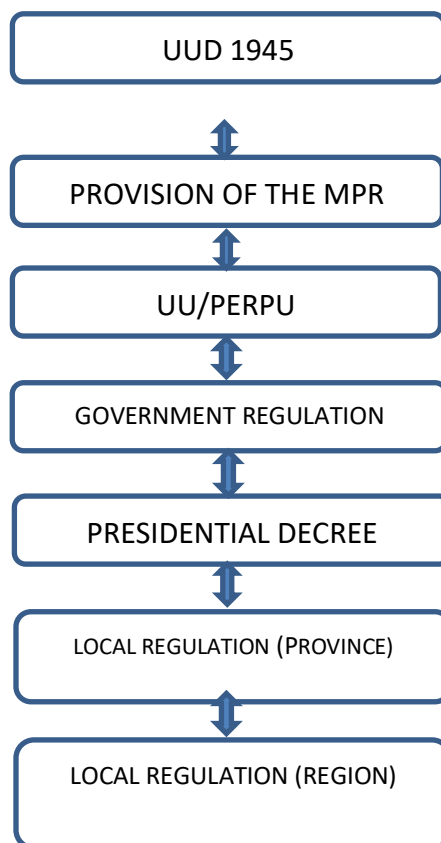 UUD 1945
PROVISION OF THE MPR
UU/PERPU
GOVERNMENT REGULATION
PRESIDENTIAL DECREE
LOCAL REGULATION (PROVINCE)
LOCAL REGULATION (REGION)